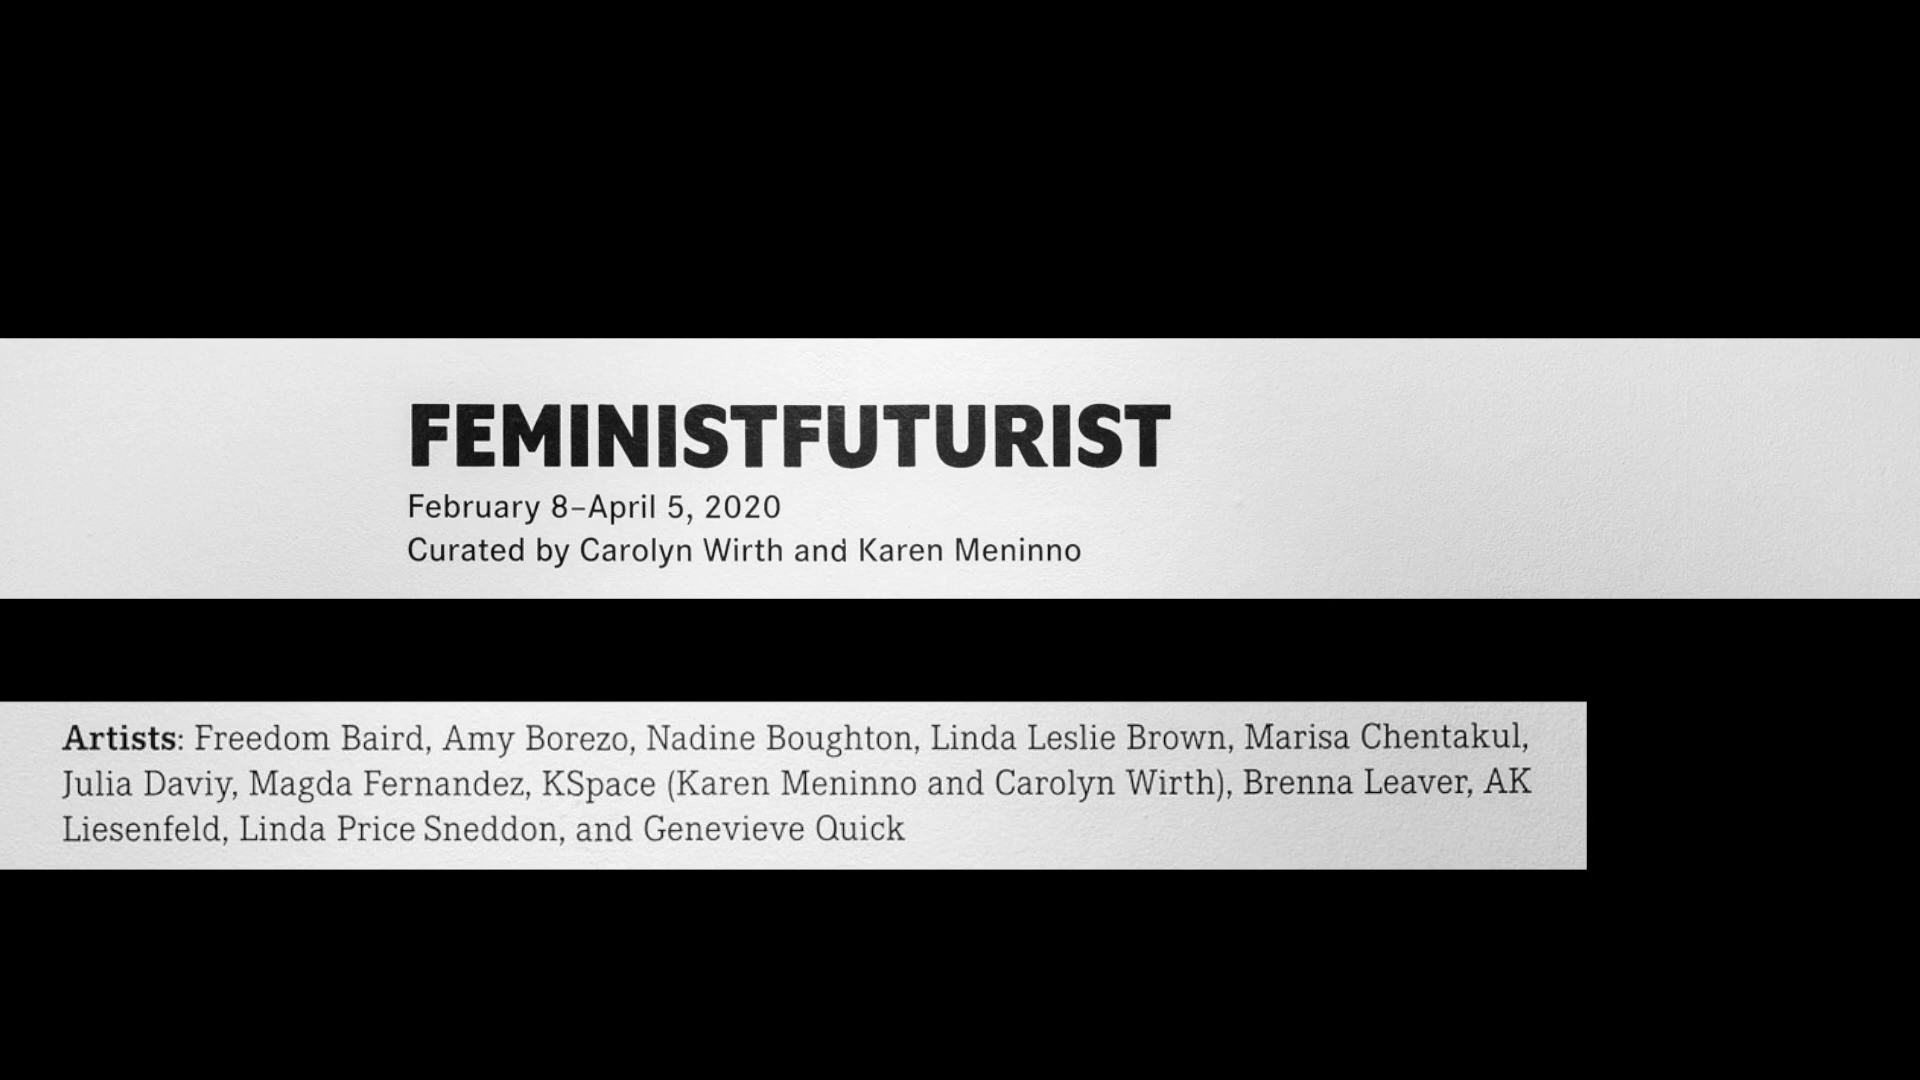 FEMINISTFUTURIST
February 8–April 5, 2020
Curated by Carolyn Wirth and Karen Meninno
Artists: Freedom Baird, Amy Borezo, Nadine Boughton, Linda Leslie Brown, Marisa Chentakul,
Julia Daviy, Magda Fernandez, KSpace (Karen Meninno and Carolyn Wirth), Brenna Leaver, AK
Liesenfeld, Linda Price Sneddon, and Genevieve Quick